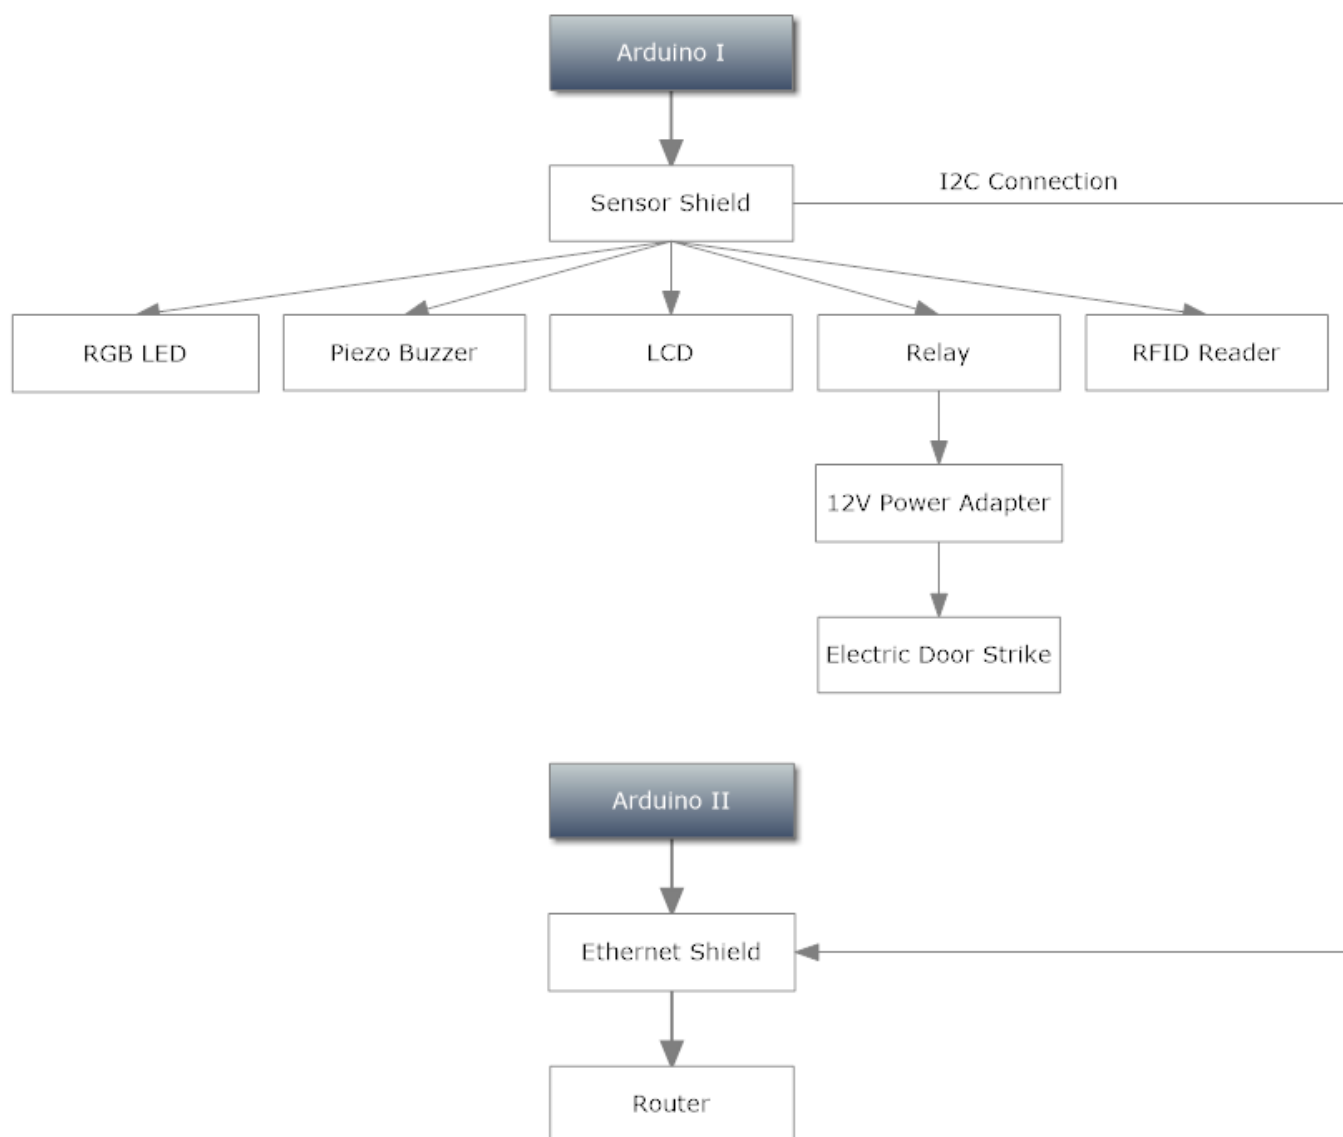 Arduino I
Sensor Shield
I2C Connection
RGB LED
Piezo Buzzer
LCD
Relay
RFID Reader
12V Power Adapter
Electric Door Strike
Arduino II
Ethernet Shield
Router